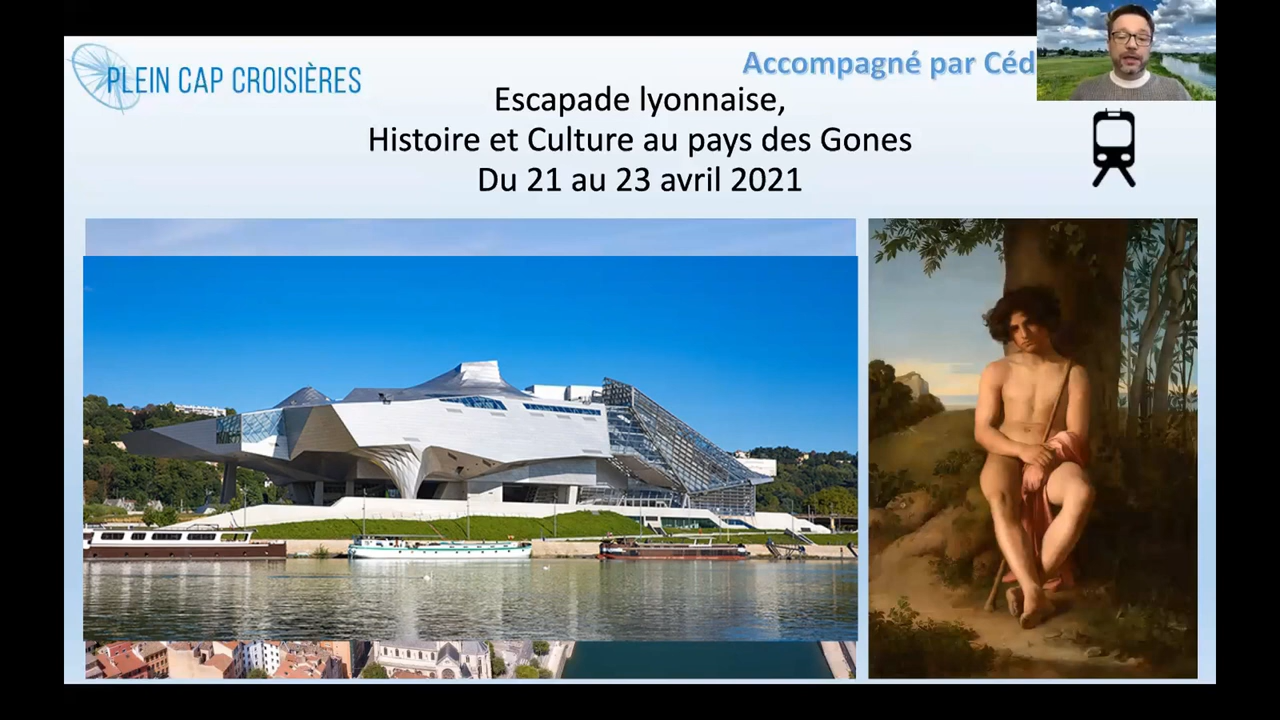 PLEIN CAP CROISIÈRES
Accompagné par Céd
Escapade lyonnaise,
Histoire et Culture au pays des Gones
Du 21 au 23 avril 2021